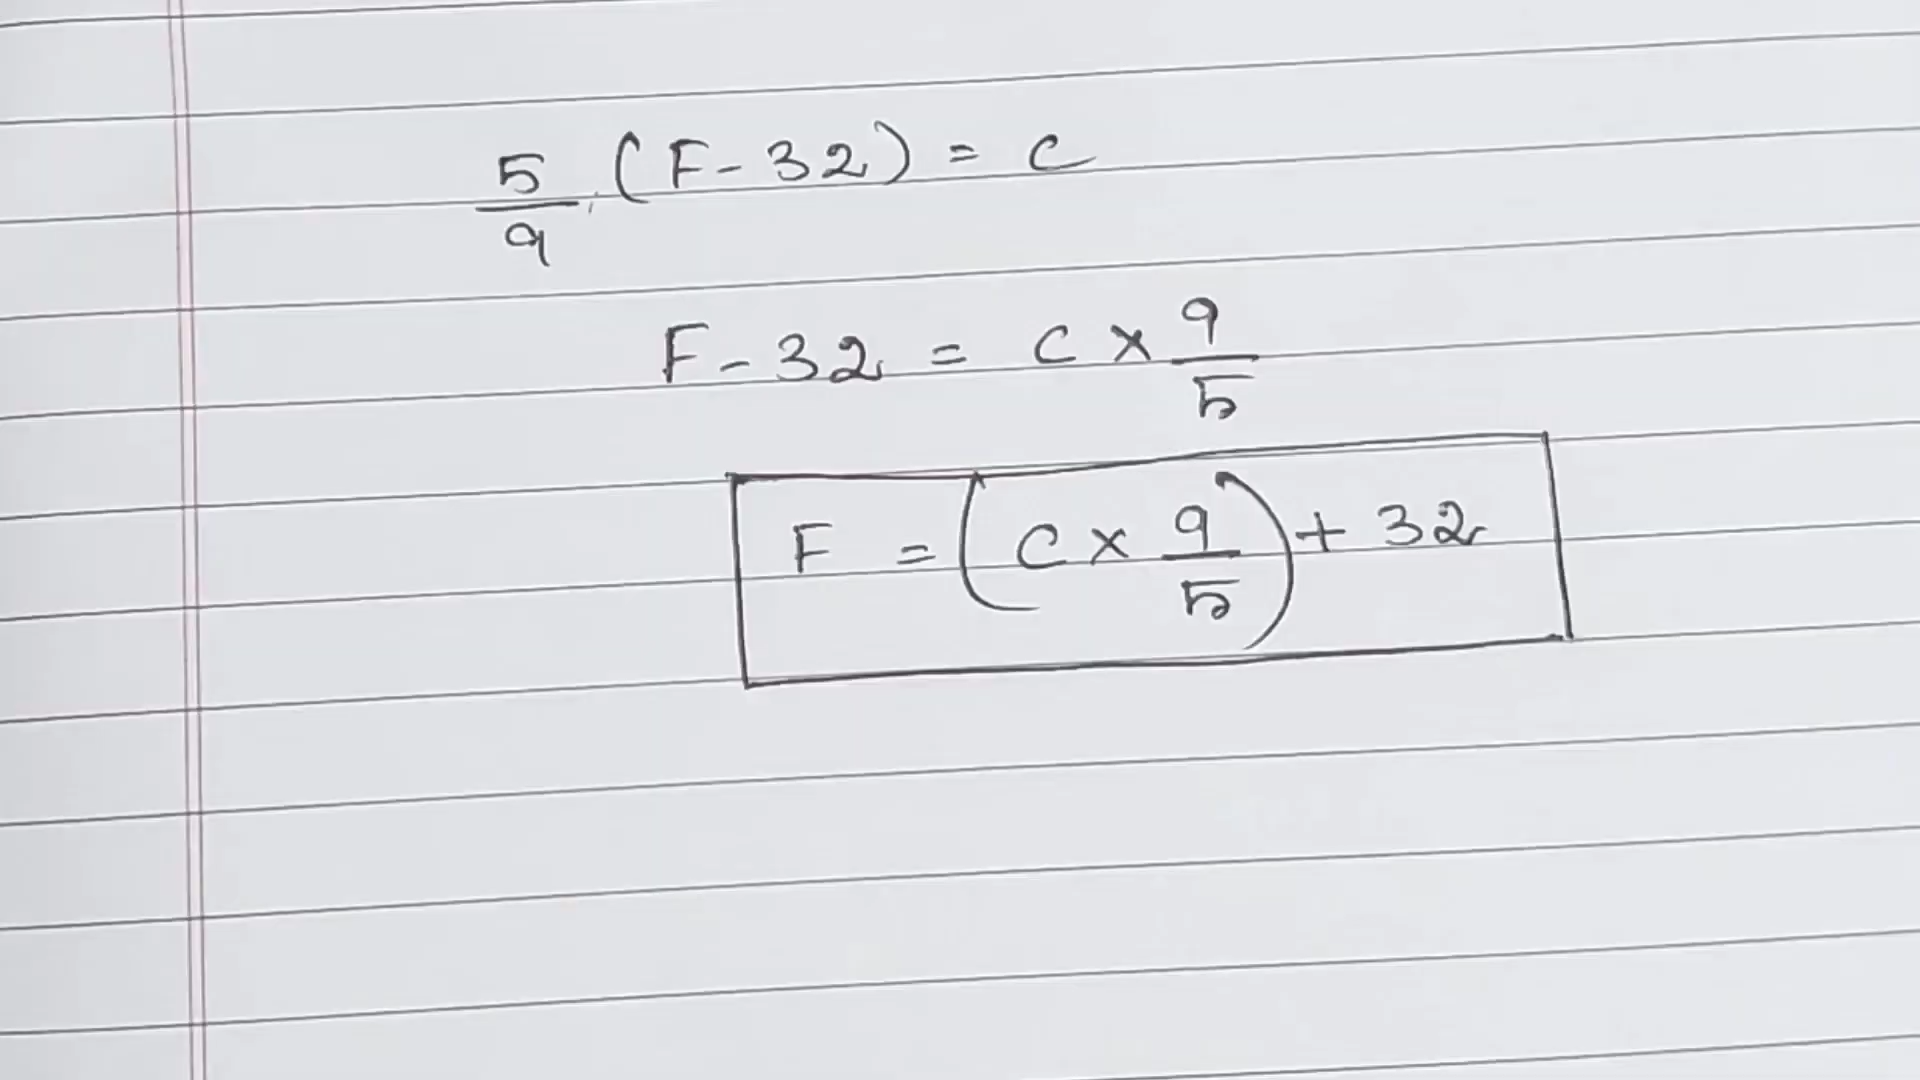 5/9 (F - 32) = C
F - 32 = C × 9/5
F = (C × 9/5) + 32